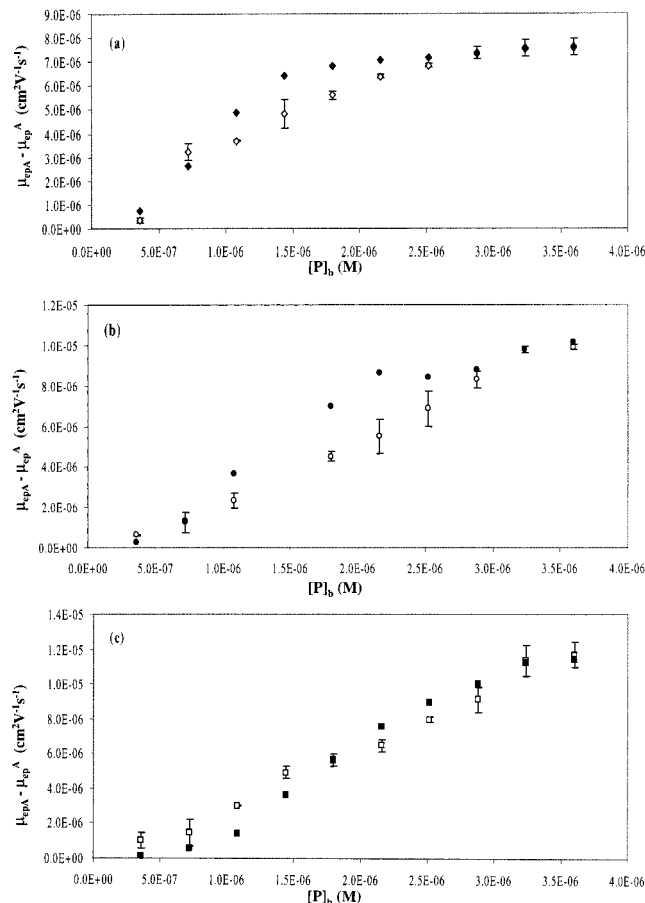 9.0E-06
8.0E-06
7.0E-06
6.0E-06
5.0E-06
4.0E-06
3.0E-06
2.0E-06
1.0E-06
0.0E+00
(a)
μepA - μepA (cm2V-1s-1)
0.0E+00 5.0E-07 1.0E-06 1.5E-06 2.0E-06 2.5E-06 3.0E-06 3.5E-06 4.0E-06
[P]b (M)
1.2E-05
1.0E-05
8.0E-06
6.0E-06
4.0E-06
2.0E-06
0.0E+00
(b)
μepA - μepA (cm2V-1s-1)
0.0E+00 5.0E-07 1.0E-06 1.5E-06 2.0E-06 2.5E-06 3.0E-06 3.5E-06 4.0E-06
[P]b (M)
1.4E-05
1.2E-05
1.0E-05
8.0E-06
6.0E-06
4.0E-06
2.0E-06
0.0E+00
(c)
μepA - μepA (cm2V-1s-1)
0.0E+00 5.0E-07 1.0E-06 1.5E-06 2.0E-06 2.5E-06 3.0E-06 3.5E-06 4.0E-06
[P]b (M)